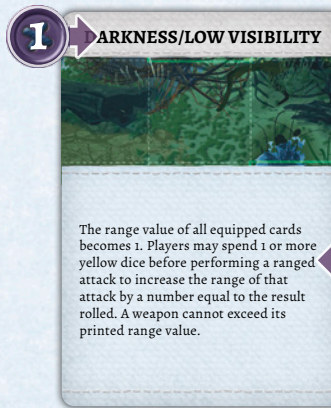 1
DARKNESS/LOW VISIBILITY
The range value of all equipped cards
becomes 1. Players may spend 1 or more
yellow dice before performing a ranged
attack to increase the range of that
attack by a number equal to the result
rolled. A weapon cannot exceed its
printed range value.